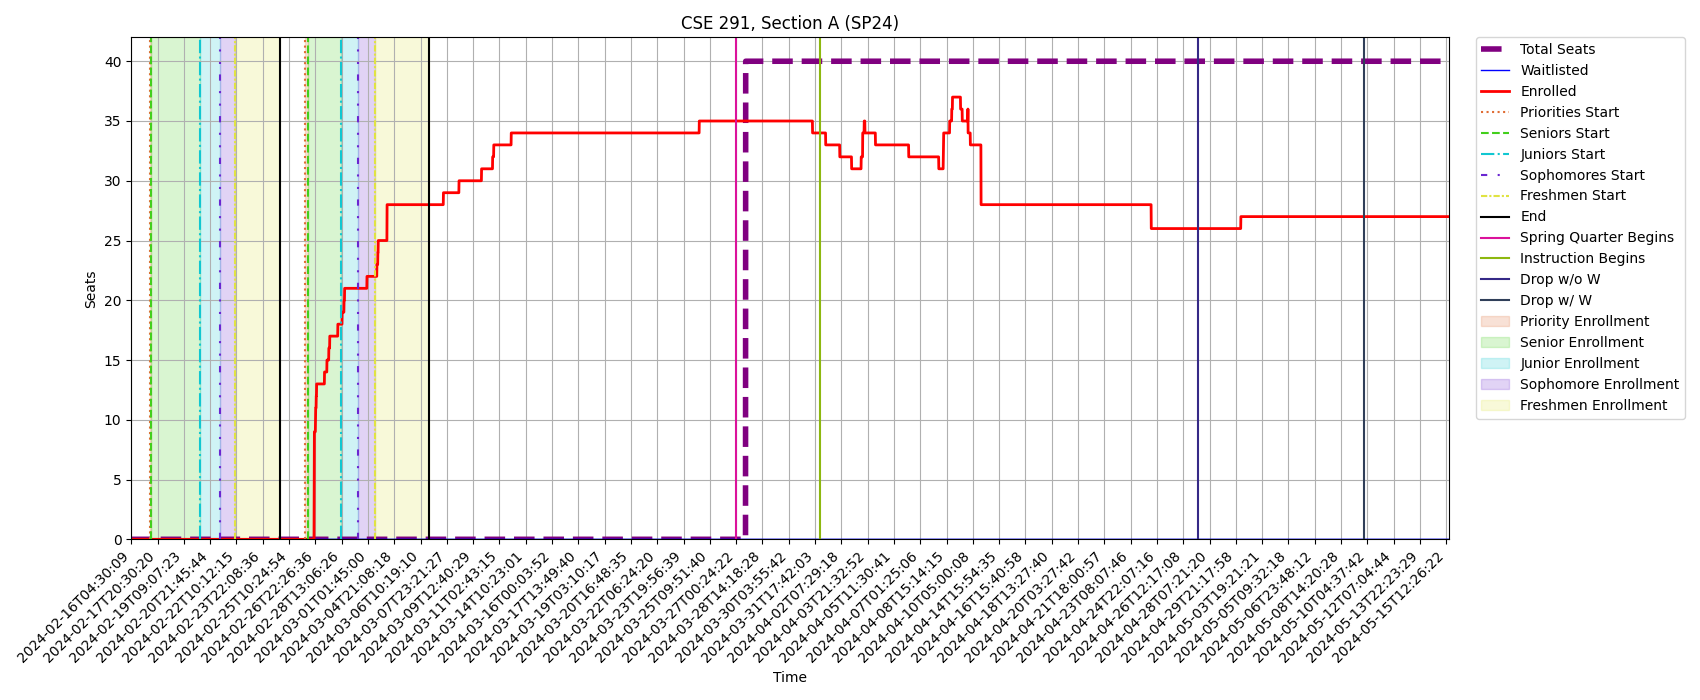 CSE 291, Section A (SP24)
Seats
40
35
30
25
20
15
10
5
0
2024-02-16T04:30:09
2024-02-17T20:30:20
2024-02-19T09:07:23
2024-02-20T21:45:44
2024-02-22T10:12:15
2024-02-23T22:08:36
2024-02-25T10:24:54
2024-02-26T22:26:36
2024-02-28T13:06:26
2024-03-01T01:45:00
2024-03-04T21:08:18
2024-03-06T10:19:10
2024-03-07T23:21:27
2024-03-09T12:40:29
2024-03-11T02:43:15
2024-03-14T10:23:01
2024-03-16T00:03:52
2024-03-17T13:49:40
2024-03-19T03:10:17
2024-03-20T16:48:35
2024-03-22T06:24:20
2024-03-23T19:56:39
2024-03-25T09:51:40
2024-03-27T00:24:22
2024-03-28T14:18:28
2024-03-30T03:55:42
2024-03-31T17:42:03
2024-04-02T07:29:18
2024-04-03T21:32:52
2024-04-05T11:30:41
2024-04-07T01:25:06
2024-04-08T15:14:15
2024-04-10T05:00:08
2024-04-14T15:54:35
2024-04-16T15:40:58
2024-04-18T13:27:40
2024-04-20T03:27:42
2024-04-21T18:00:57
2024-04-23T08:07:46
2024-04-24T22:07:16
2024-04-26T12:17:08
2024-04-28T07:21:20
2024-04-29T21:17:58
2024-05-03T19:21:21
2024-05-05T09:32:18
2024-05-06T23:48:12
2024-05-08T14:20:28
2024-05-10T04:37:42
2024-05-12T07:04:44
2024-05-13T22:23:29
2024-05-15T12:26:22
Time
Total Seats
Waitlisted
Enrolled
Priorities Start
Seniors Start
Juniors Start
Sophomores Start
Freshmen Start
End
Spring Quarter Begins
Instruction Begins
Drop w/o W
Drop w/ W
Priority Enrollment
Senior Enrollment
Junior Enrollment
Sophomore Enrollment
Freshmen Enrollment